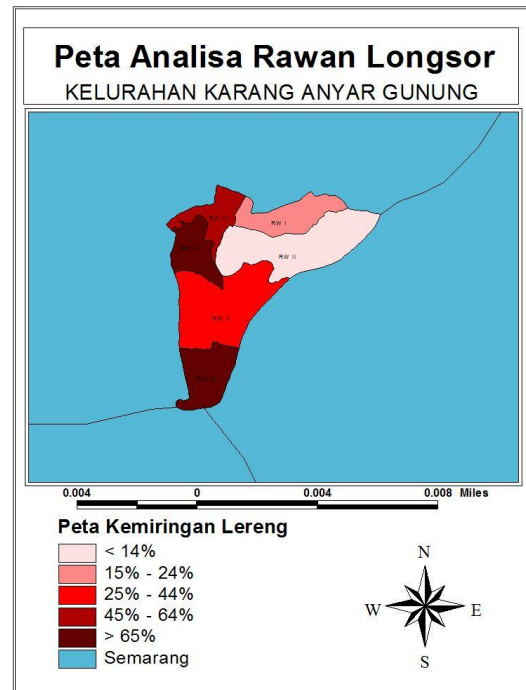 Peta Analisa Rawan Longsor
KELURAHAN KARANG ANYAR GUNUNG
RW I
RW II
RW
RW
0.004 0 0.004 0.008 Miles
Peta Kemiringan Lereng
< 14%
15% - 24%
25% - 44%
45% - 64%
> 65%
Semarang
N
W E
S